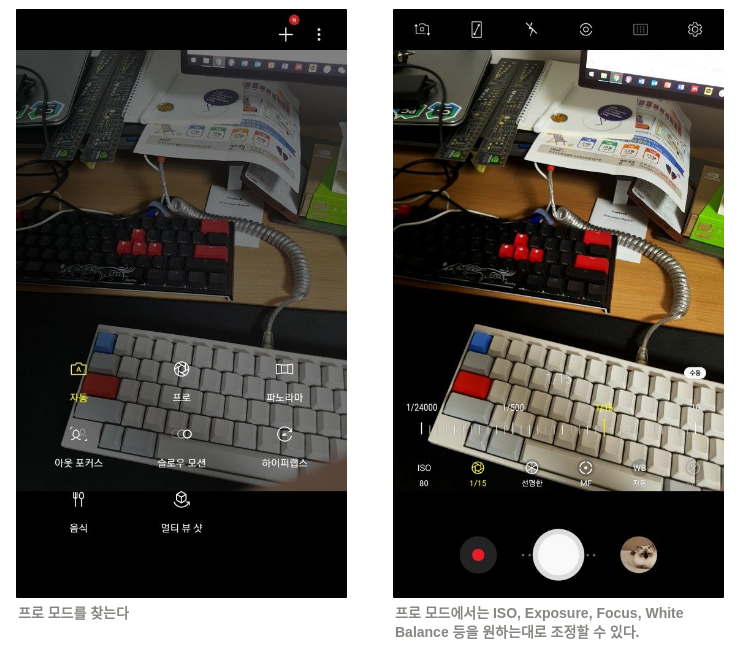 N
자동
프로
파노라마
아웃 포커스
슬로우 모션
하이퍼랩스
음식
멀티 뷰 샷
프로 모드를 찾는다
수동
1/15
1/24000
1/500
1/15
ISO
80
1/15
선명한
MF
WB
자동
프로 모드에서는 ISO, Exposure, Focus, White
Balance 등을 원하는대로 조정할 수 있다.